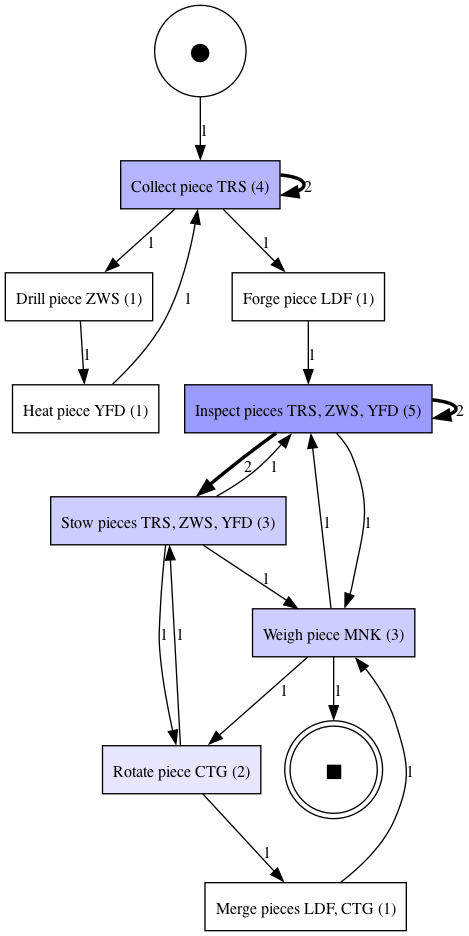 1
Collect piece TRS (4)
2
1
1
Drill piece ZWS (1)
1
Forge piece LDF (1)
1
1
Heat piece YFD (1)
Inspect pieces TRS, ZWS, YFD (5)
2
2
1
Stow pieces TRS, ZWS, YFD (3)
1
1
1
Weigh piece MNK (3)
1
1
1
1
Rotate piece CTG (2)
1
1
Merge pieces LDF, CTG (1)